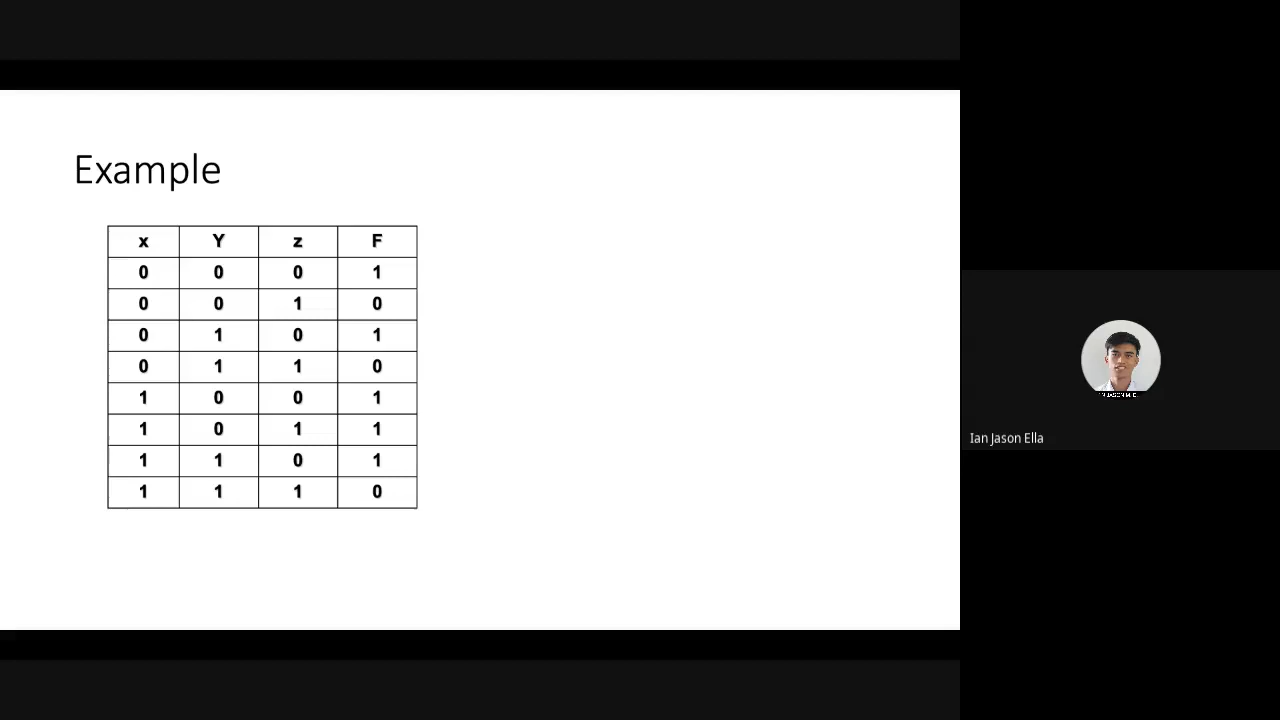 Example
x Y z F
0 0 0 1
0 0 1 0
0 1 0 1
0 1 1 0
1 0 0 1
1 0 1 1
1 1 0 1
1 1 1 0
Ian Jason Ella